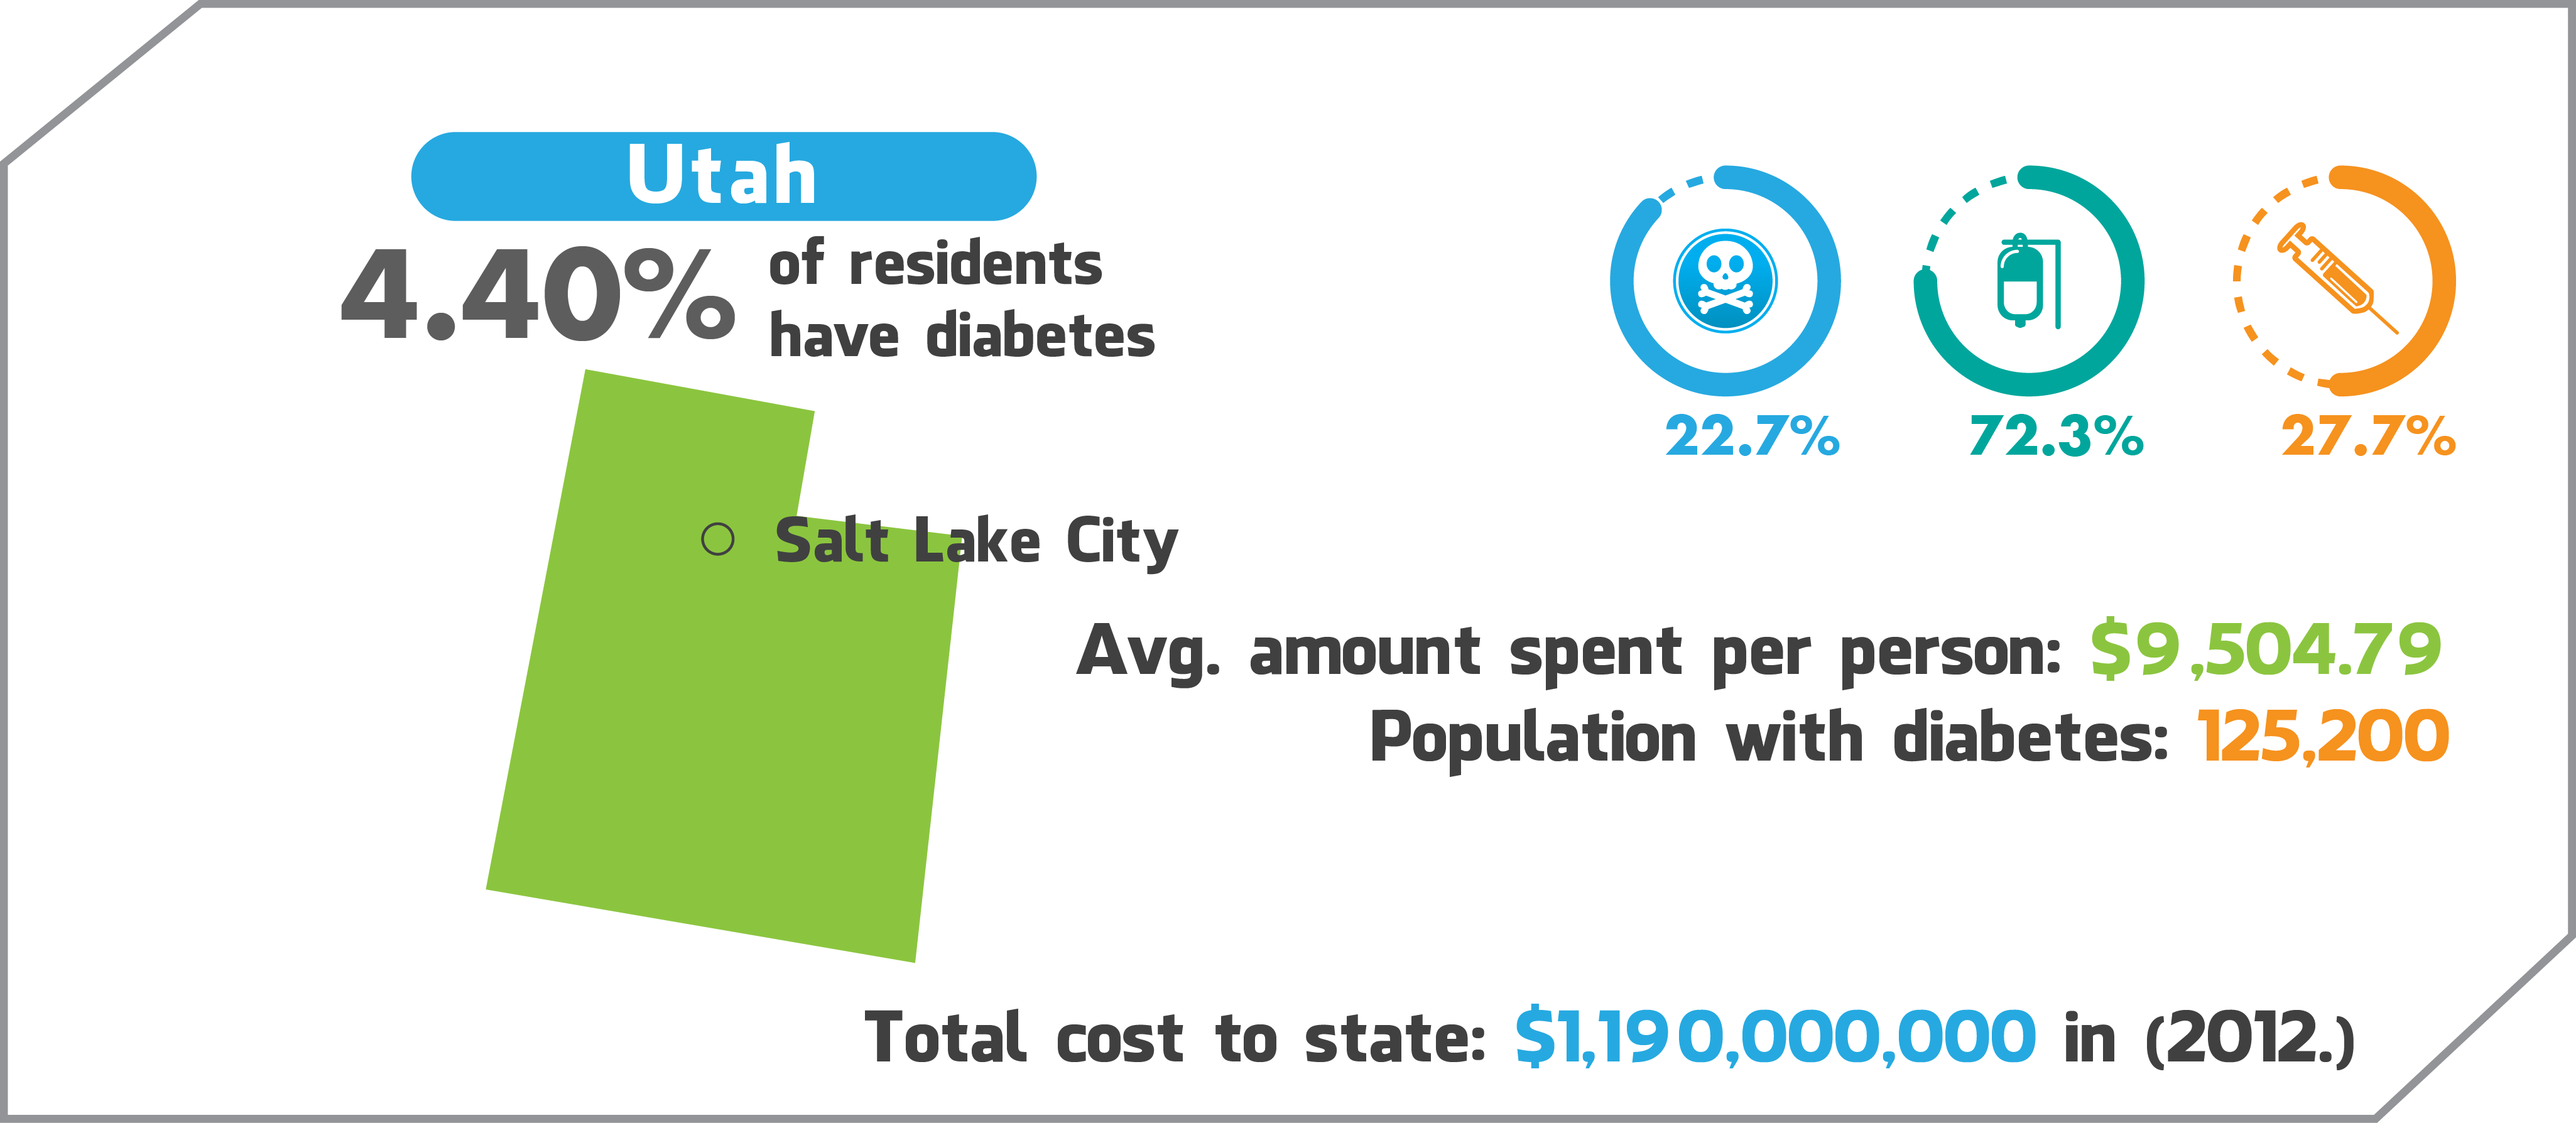 Utah
4.40%
of residents
have diabetes
22.7%
72.3%
27.7%
Salt Lake City
Avg. amount spent per person: $9,504.79
Population with diabetes: 125,200
Total cost to state: $1,190,000,000 in (2012.)